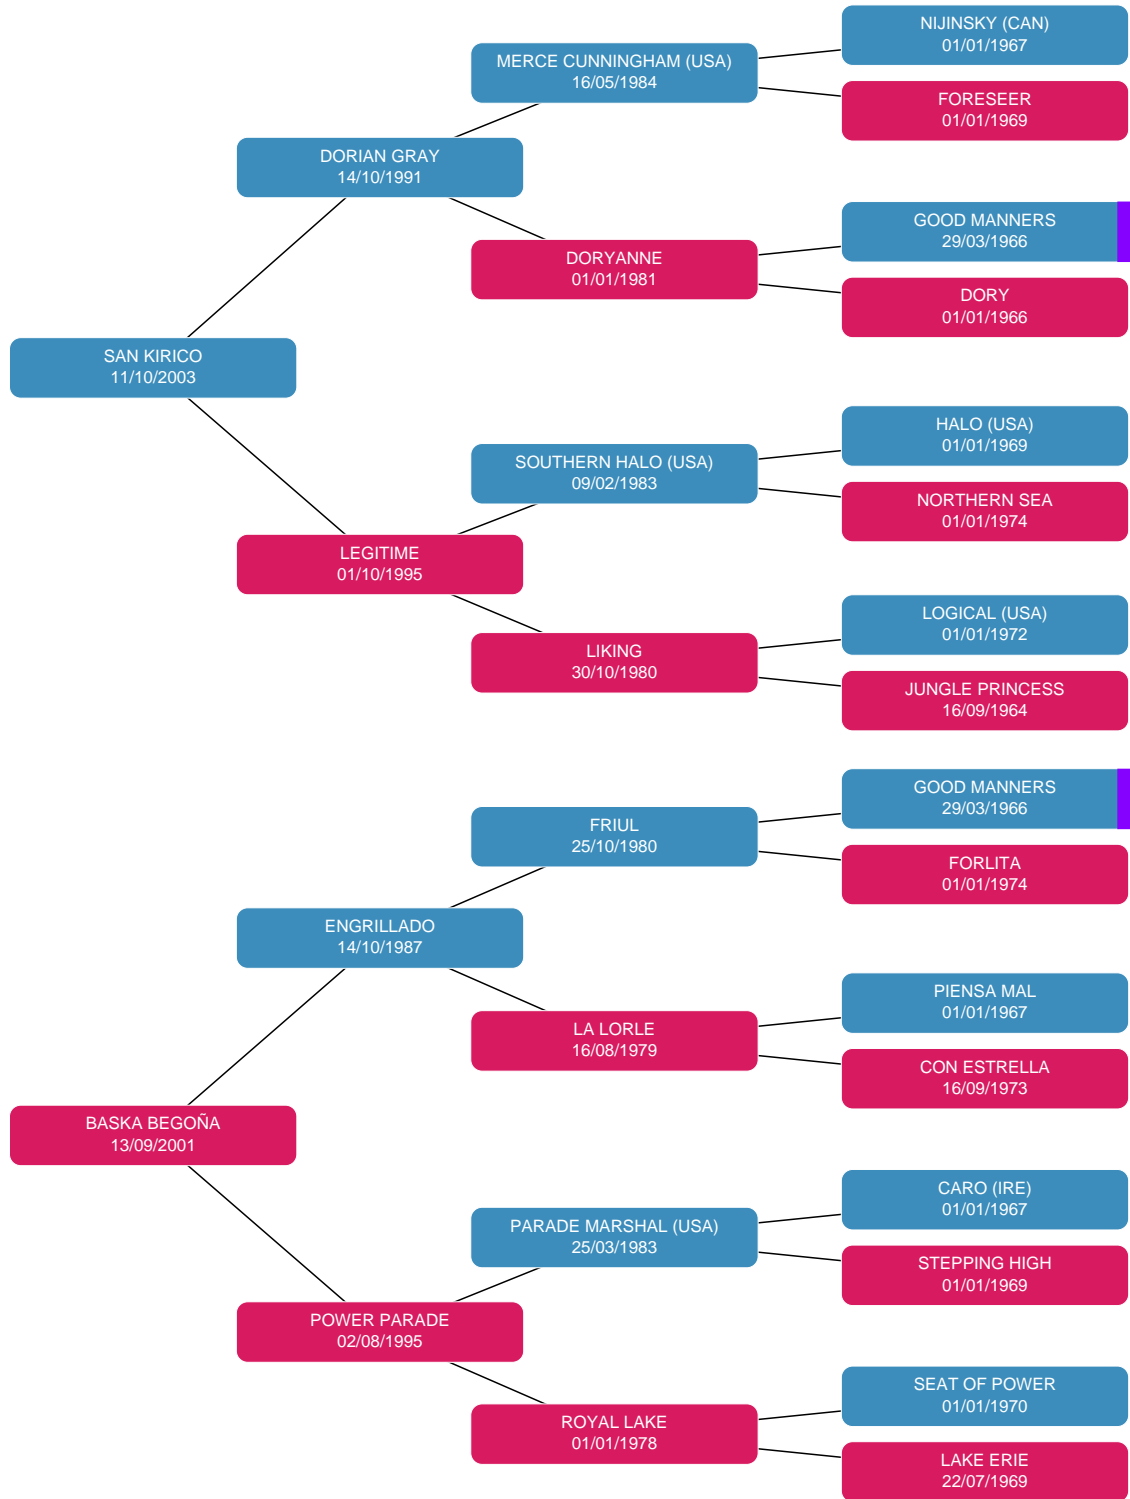 NIJINSKY (CAN)
01/01/1967
MERCE CUNNINGHAM (USA)
16/05/1984
FORESEER
01/01/1969
DORIAN GRAY
14/10/1991
GOOD MANNERS
29/03/1966
DORYANNE
01/01/1981
DORY
01/01/1966
SAN KIRICO
11/10/2003
HALO (USA)
01/01/1969
SOUTHERN HALO (USA)
09/02/1983
NORTHERN SEA
01/01/1974
LEGITIME
01/10/1995
LOGICAL (USA)
01/01/1972
LIKING
30/10/1980
JUNGLE PRINCESS
16/09/1964
GOOD MANNERS
29/03/1966
FRIUL
25/10/1980
FORLITA
01/01/1974
ENGRILLADO
14/10/1987
PIENSA MAL
01/01/1967
LA LORLE
16/08/1979
CON ESTRELLA
16/09/1973
BASKA BEGOÑA
13/09/2001
CARO (IRE)
01/01/1967
PARADE MARSHAL (USA)
25/03/1983
STEPPING HIGH
01/01/1969
POWER PARADE
02/08/1995
SEAT OF POWER
01/01/1970
ROYAL LAKE
01/01/1978
LAKE ERIE
22/07/1969